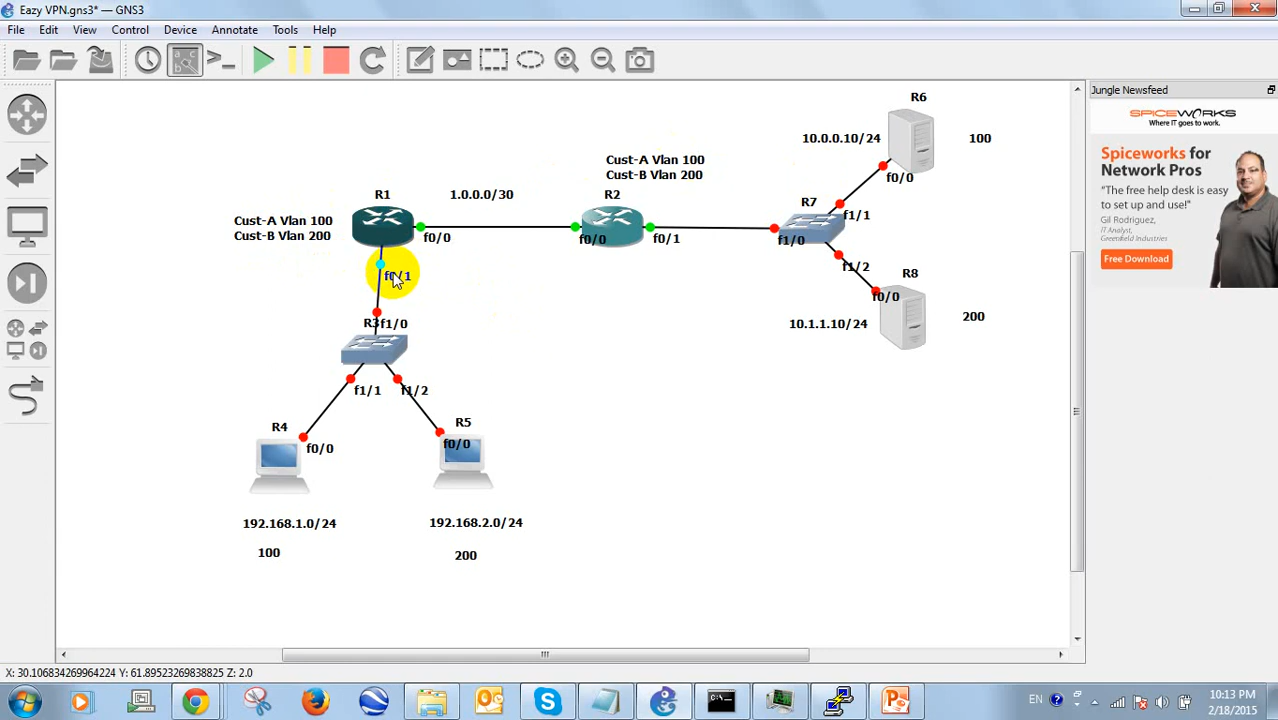 Eazy VPN.gns3* — GNS3
File Edit View Control Device Annotate Tools Help
Jungle Newsfeed
SPICEWORKS
Where IT goes to work.
Spiceworks for
Network Pros
"The free help desk is easy
to set up and use!"
Gil Rodriguez,
IT Analyst,
Greenfield Industries
Free Download
R6
10.0.0.10/24
100
f0/0
Cust-A Vlan 100
Cust-B Vlan 200
R1
1.0.0.0/30
R2
R7
f1/1
Cust-A Vlan 100
Cust-B Vlan 200
f0/0
f0/0
f0/1
f1/0
f1/2
R8
f0/1
f0/0
10.1.1.10/24
200
R3
f1/0
f1/1
f1/2
R4
R5
f0/0
f0/0
192.168.1.0/24
192.168.2.0/24
100
200
X: 30.106834269964224 Y: 61.89523269838825 Z: 2.0
EN
10:13 PM
2/18/2015